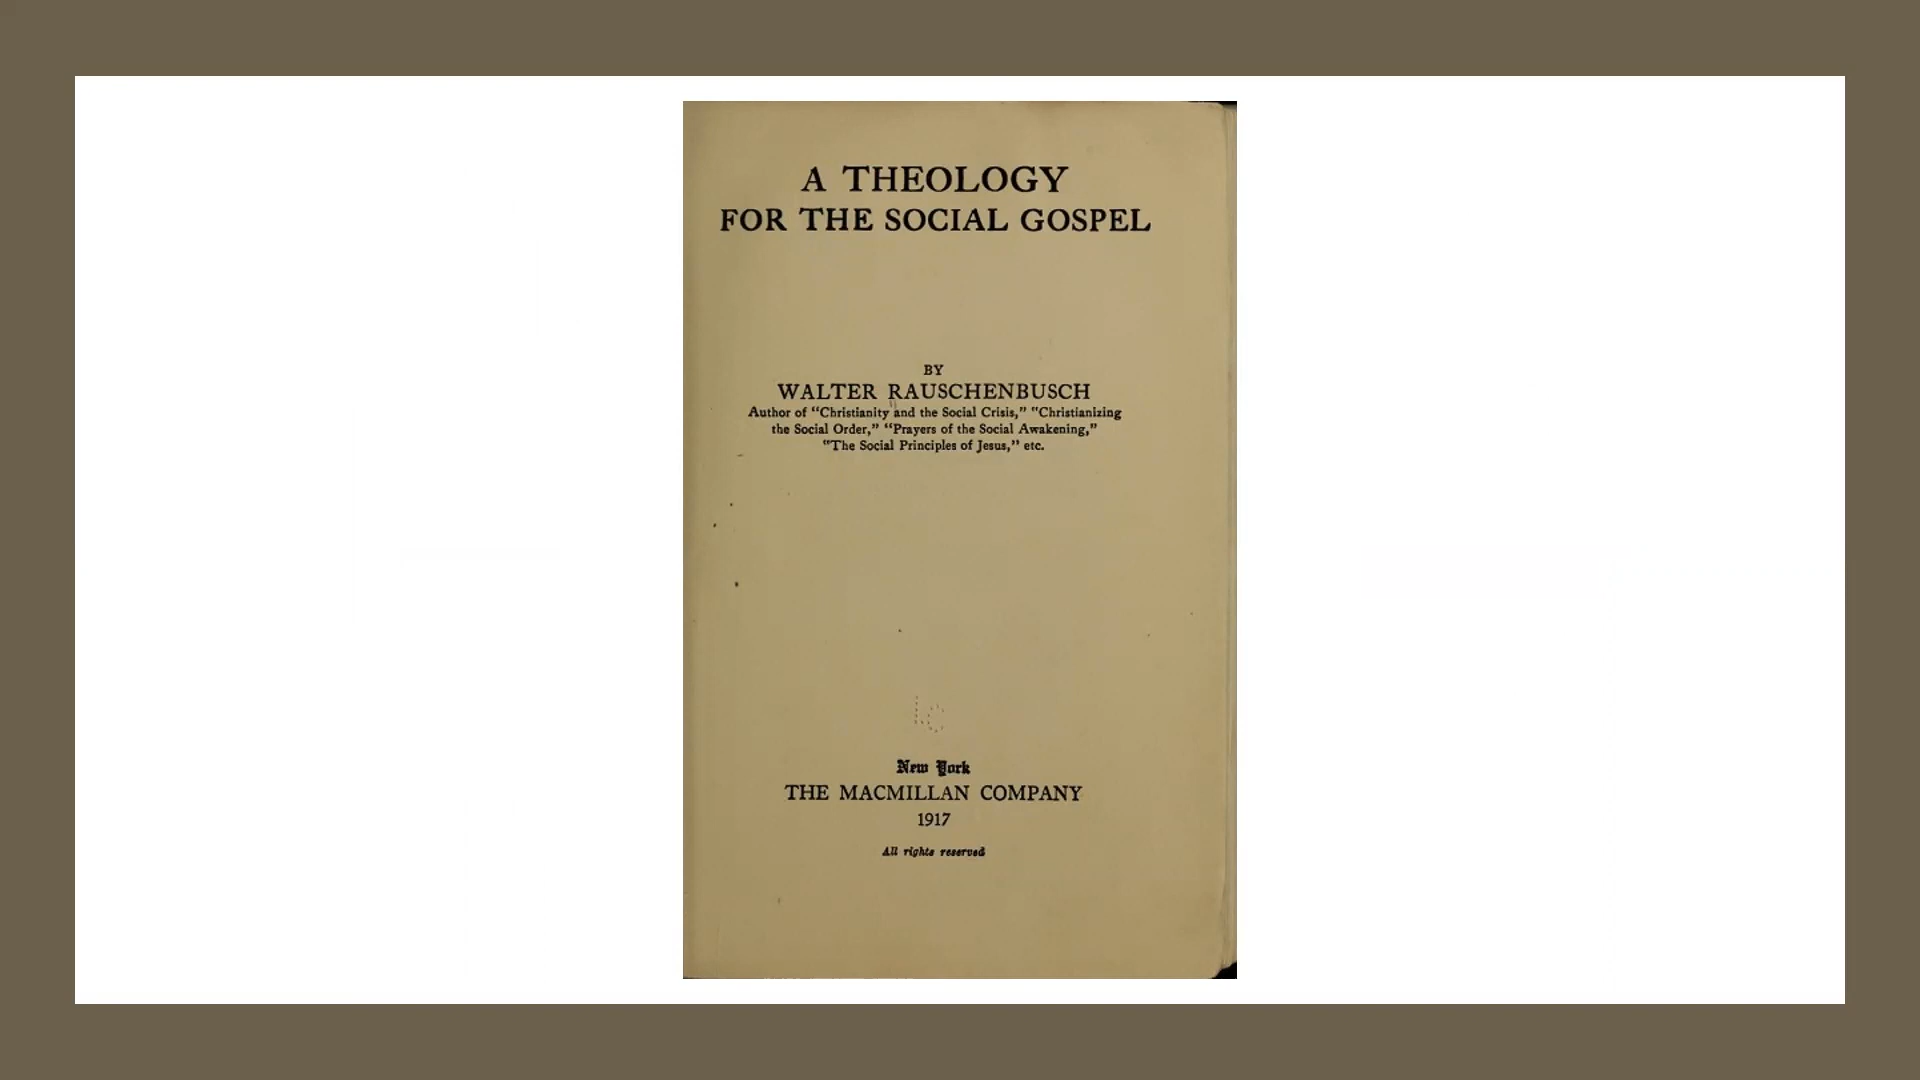 A THEOLOGY
FOR THE SOCIAL GOSPEL
BY
WALTER RAUSCHENBUSCH
Author of "Christianity and the Social Crisis," "Christianizing
the Social Order," "Prayers of the Social Awakening,"
"The Social Principles of Jesus," etc.
LC
New York
THE MACMILLAN COMPANY
1917
All rights reserved